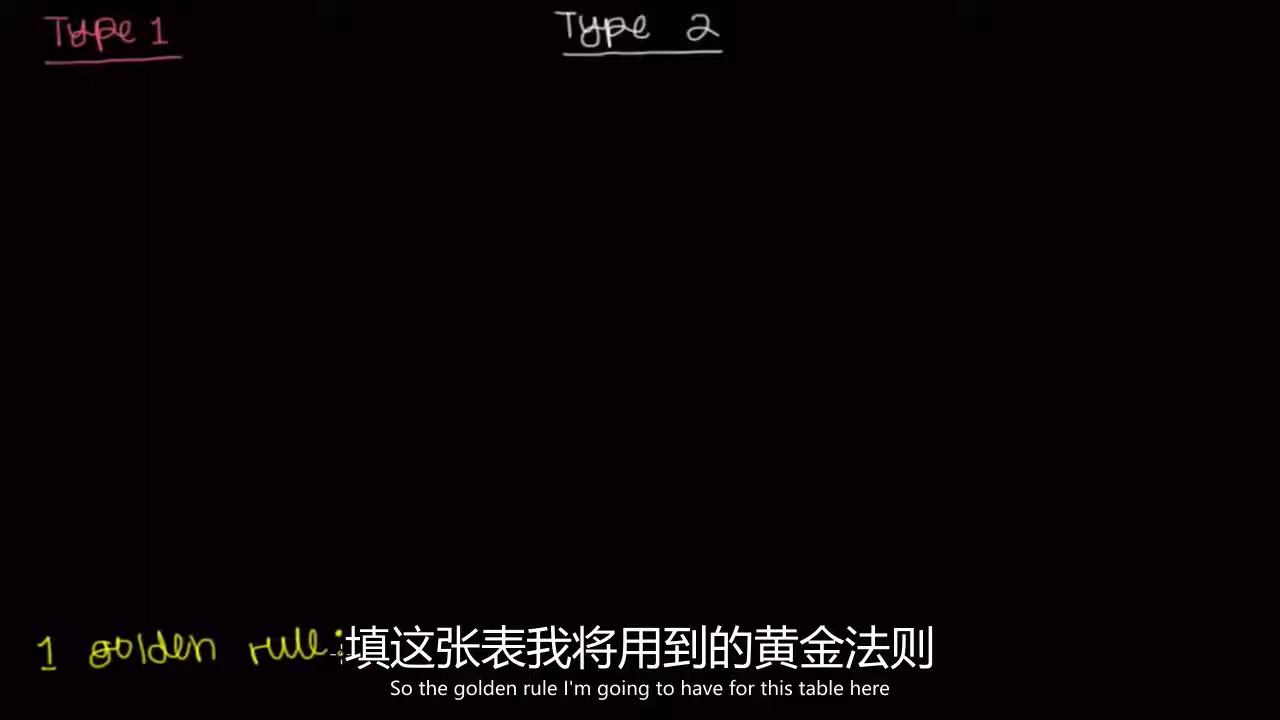 Type 1
Type 2
1 golden rule:
填这张表我将用到的黄金法则
So the golden rule I'm going to have for this table here